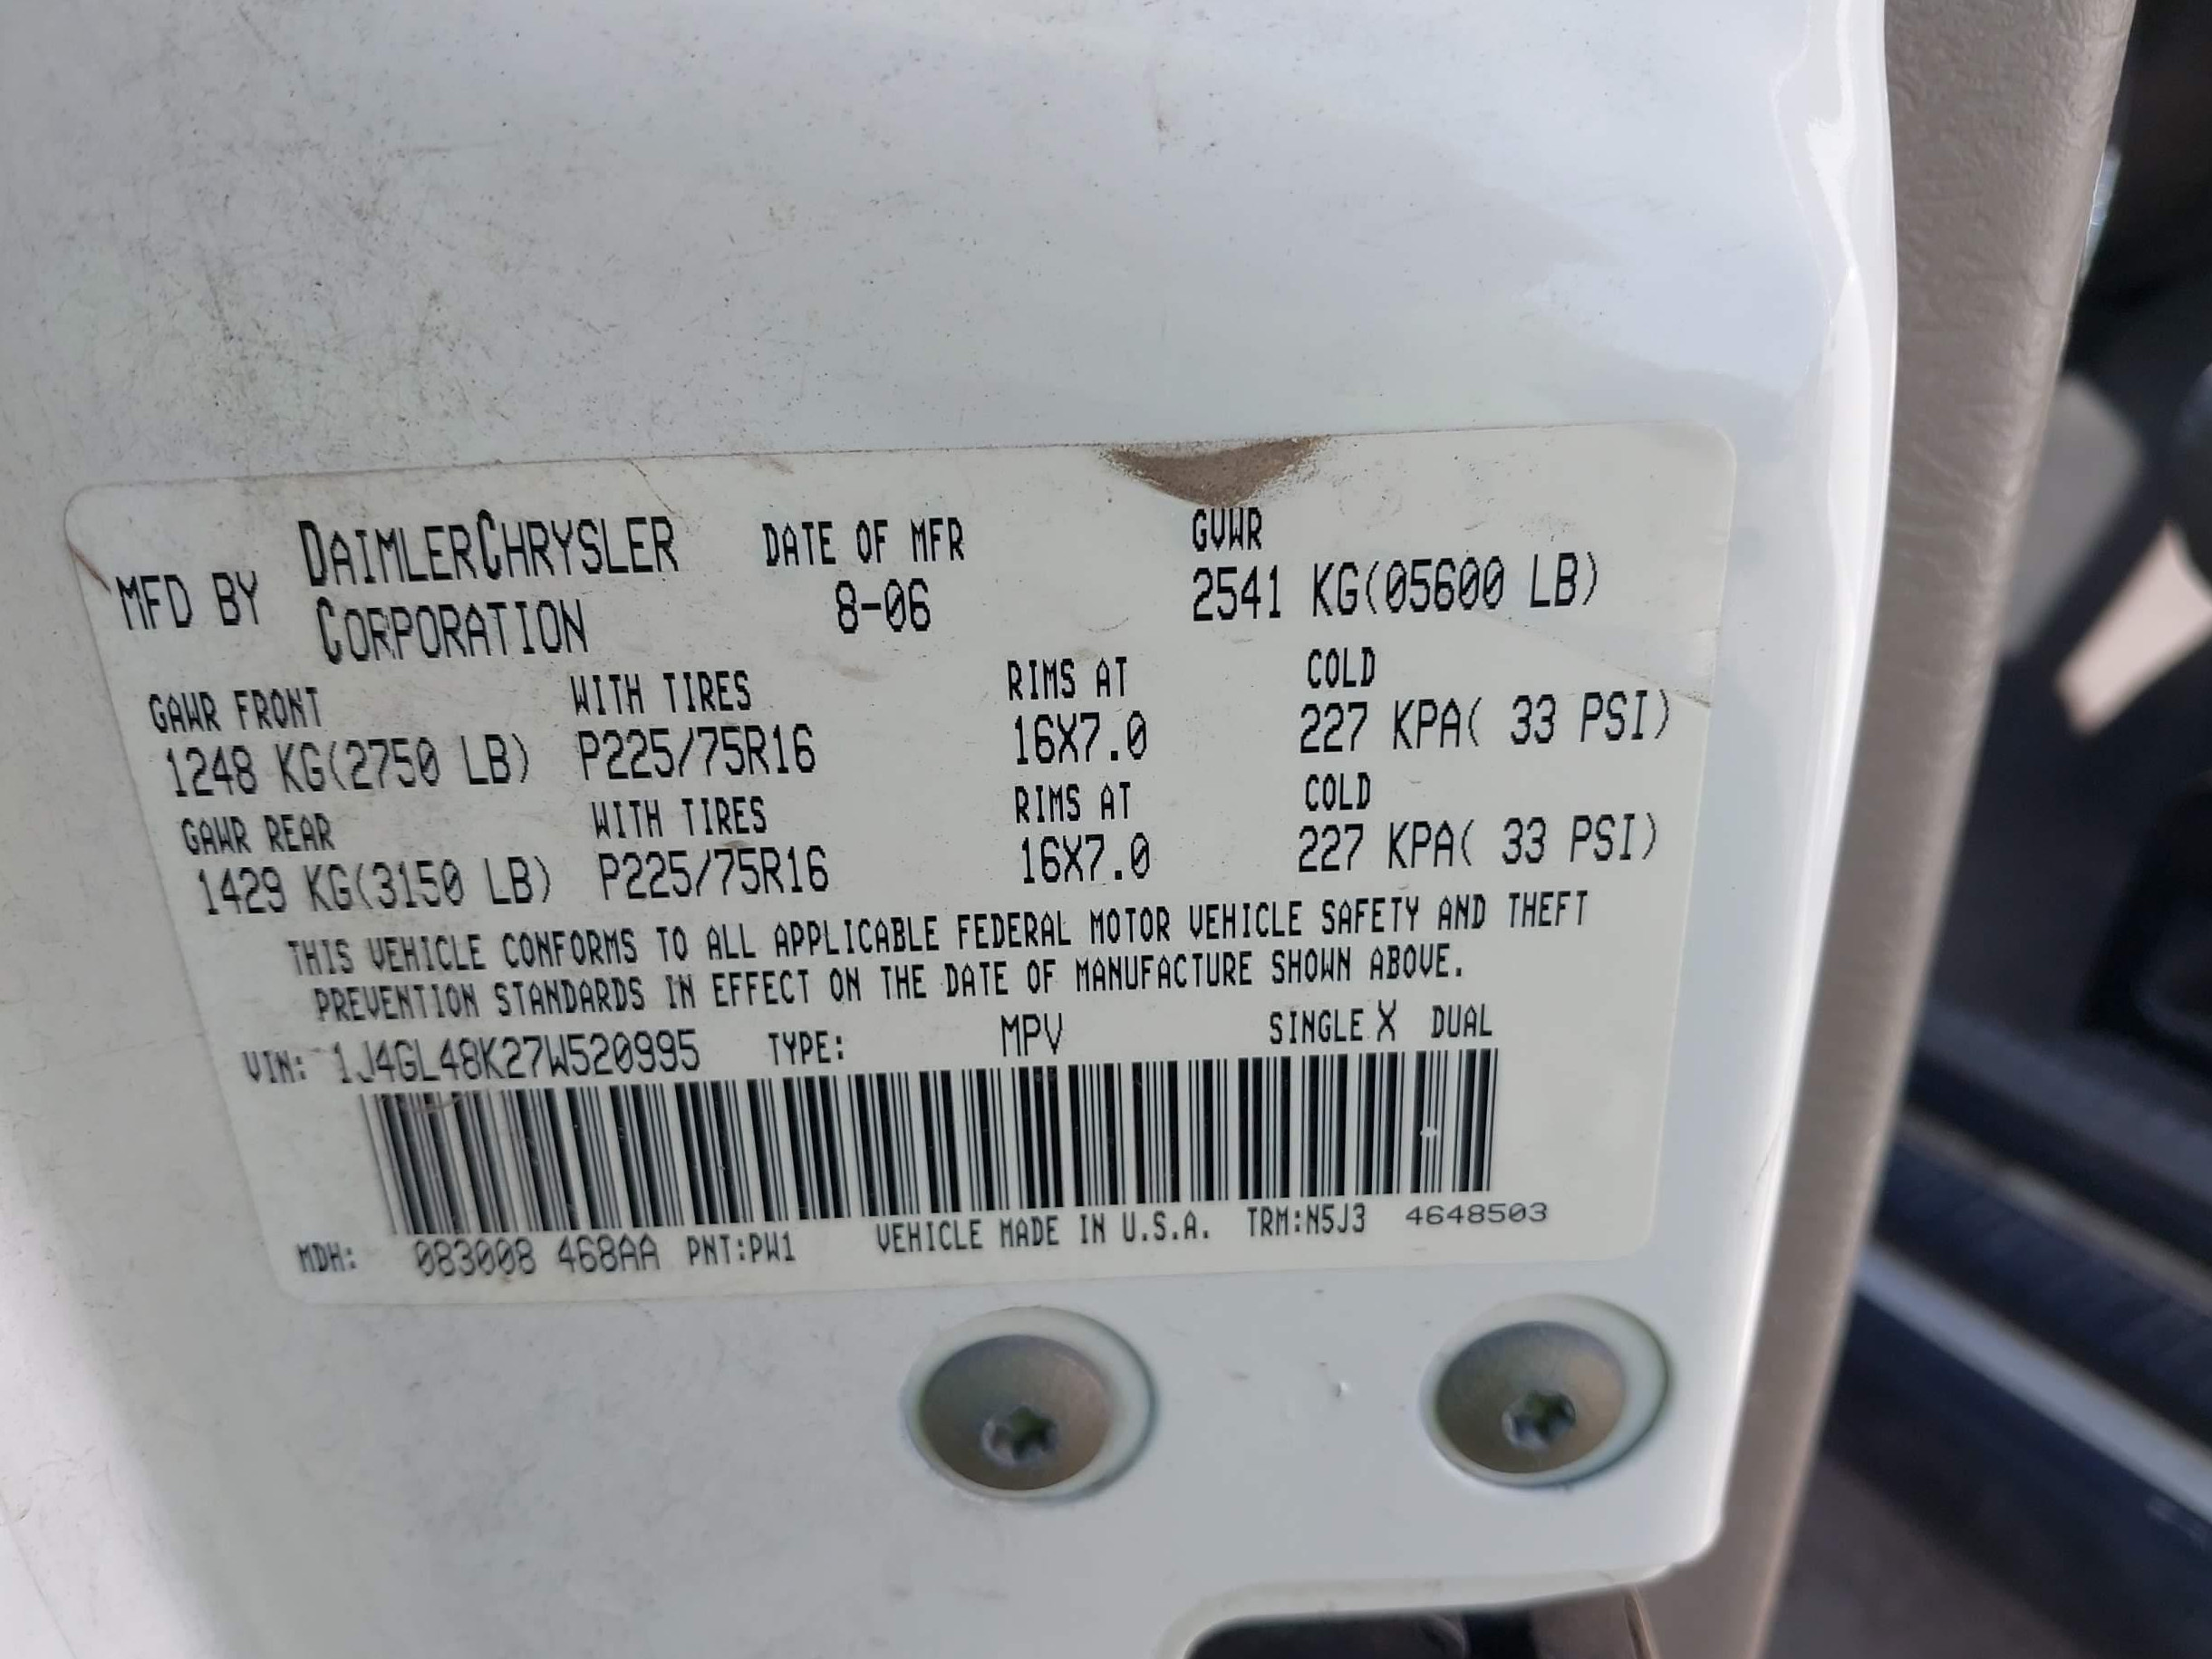 MFD BY DAIMLERCHRYSLER CORPORATION DATE OF MFR 8-06 GVWR 2541 KG(05600 LB)
GAWR FRONT WITH TIRES RIMS AT COLD
1248 KG(2750 LB) P225/75R16 16X7.0 227 KPA( 33 PSI)
GAWR REAR WITH TIRES RIMS AT COLD
1429 KG(3150 LB) P225/75R16 16X7.0 227 KPA( 33 PSI)
THIS VEHICLE CONFORMS TO ALL APPLICABLE FEDERAL MOTOR VEHICLE SAFETY AND THEFT
PREVENTION STANDARDS IN EFFECT ON THE DATE OF MANUFACTURE SHOWN ABOVE.
VIN: 1J4GL48K27W520995 TYPE: MPV SINGLE X DUAL
MDH: 083008 468AA PNT:PW1 VEHICLE MADE IN U.S.A. TRM:N5J3 4648503